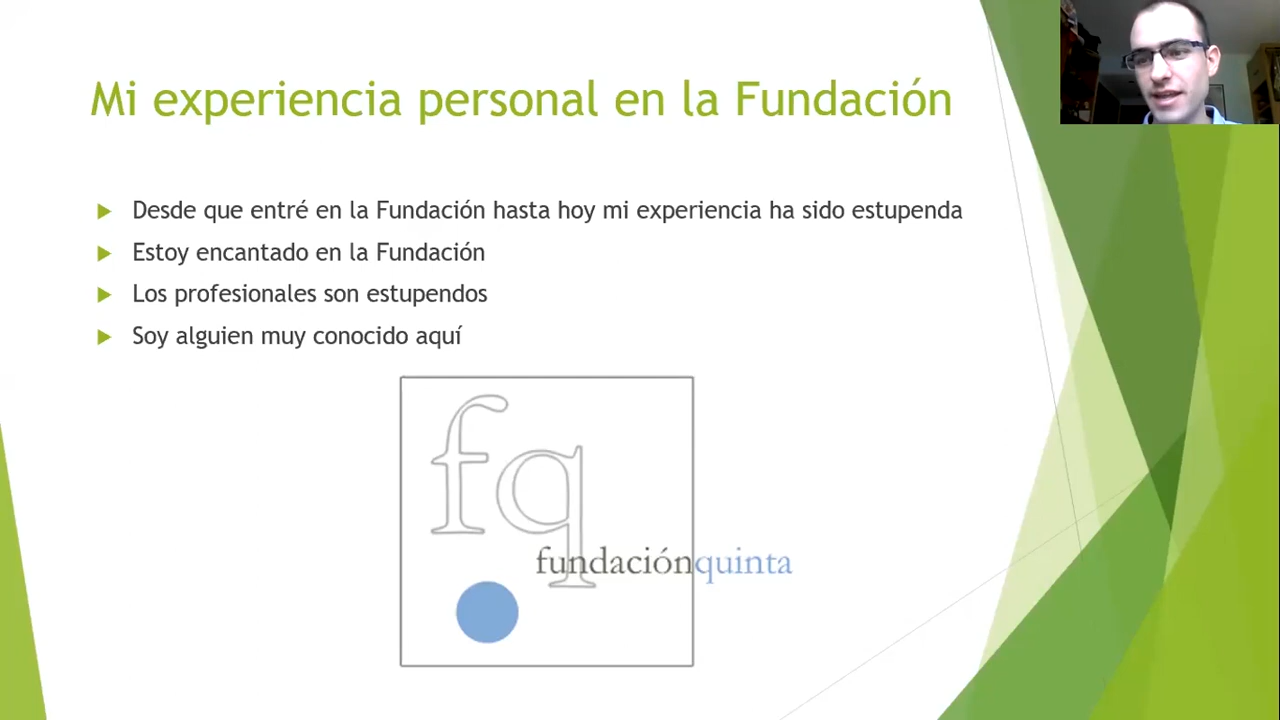 Mi experiencia personal en la Fundación
Desde que entré en la Fundación hasta hoy mi experiencia ha sido estupenda
Estoy encantado en la Fundación
Los profesionales son estupendos
Soy alguien muy conocido aquí
fq
fundaciónquinta